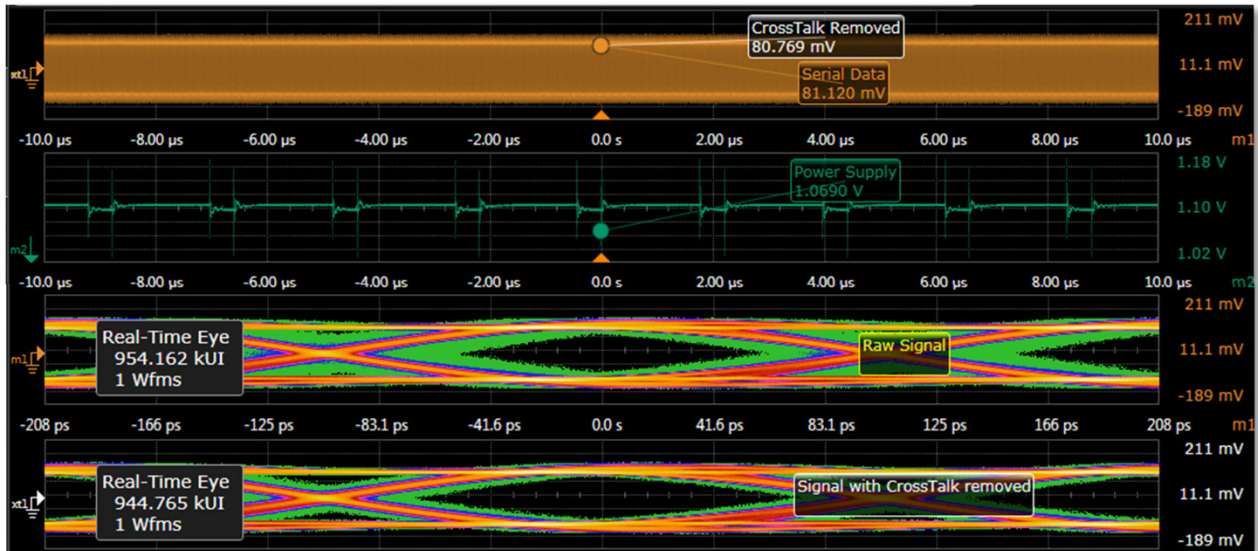 211 mV
CrossTalk Removed
80.769 mV
xt1
11.1 mV
Serial Data
81.120 mV
-189 mV
-10.0 µs -8.00 µs -6.00 µs -4.00 µs -2.00 µs 0.0 s 2.00 µs 4.00 µs 6.00 µs 8.00 µs 10.0 µs m1
1.18 V
Power Supply
1.0690 V
1.10 V
m2
1.02 V
-10.0 µs -8.00 µs -6.00 µs -4.00 µs -2.00 µs 0.0 s 2.00 µs 4.00 µs 6.00 µs 8.00 µs 10.0 µs m2
211 mV
Real-Time Eye
954.162 kUI
1 Wfms
m1
Raw Signal
11.1 mV
-189 mV
-208 ps -166 ps -125 ps -83.1 ps -41.6 ps 0.0 s 41.6 ps 83.1 ps 125 ps 166 ps 208 ps m1
211 mV
Real-Time Eye
944.765 kUI
1 Wfms
xt1
Signal with CrossTalk removed
11.1 mV
-189 mV